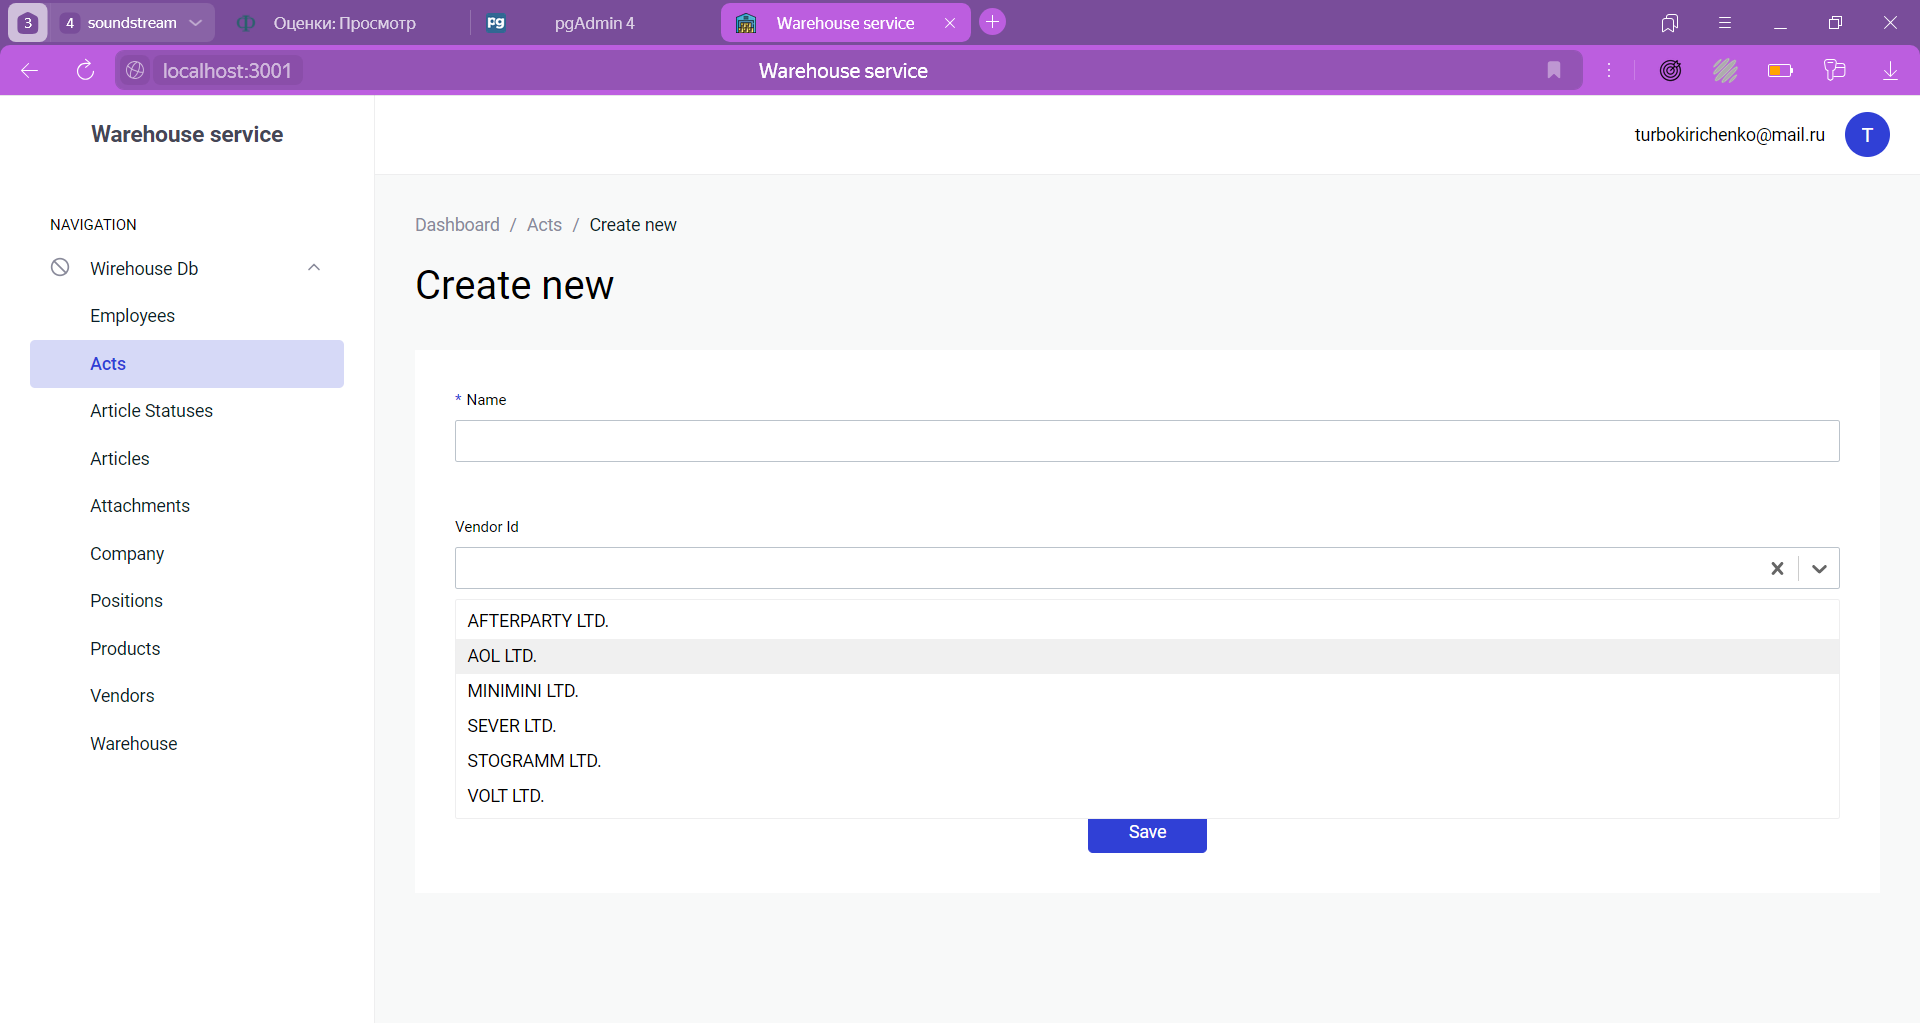 3
4 soundstream
Оценки: Просмотр
pgAdmin 4
Warehouse service
localhost:3001
Warehouse service
Warehouse service
turbokirichenko@mail.ru
T
NAVIGATION
Wirehouse Db
Employees
Acts
Article Statuses
Articles
Attachments
Company
Positions
Products
Vendors
Warehouse
Dashboard / Acts / Create new
Create new
* Name
Vendor Id
AFTERPARTY LTD.
AOL LTD.
MINIMINI LTD.
SEVER LTD.
STOGRAMM LTD.
VOLT LTD.
Save